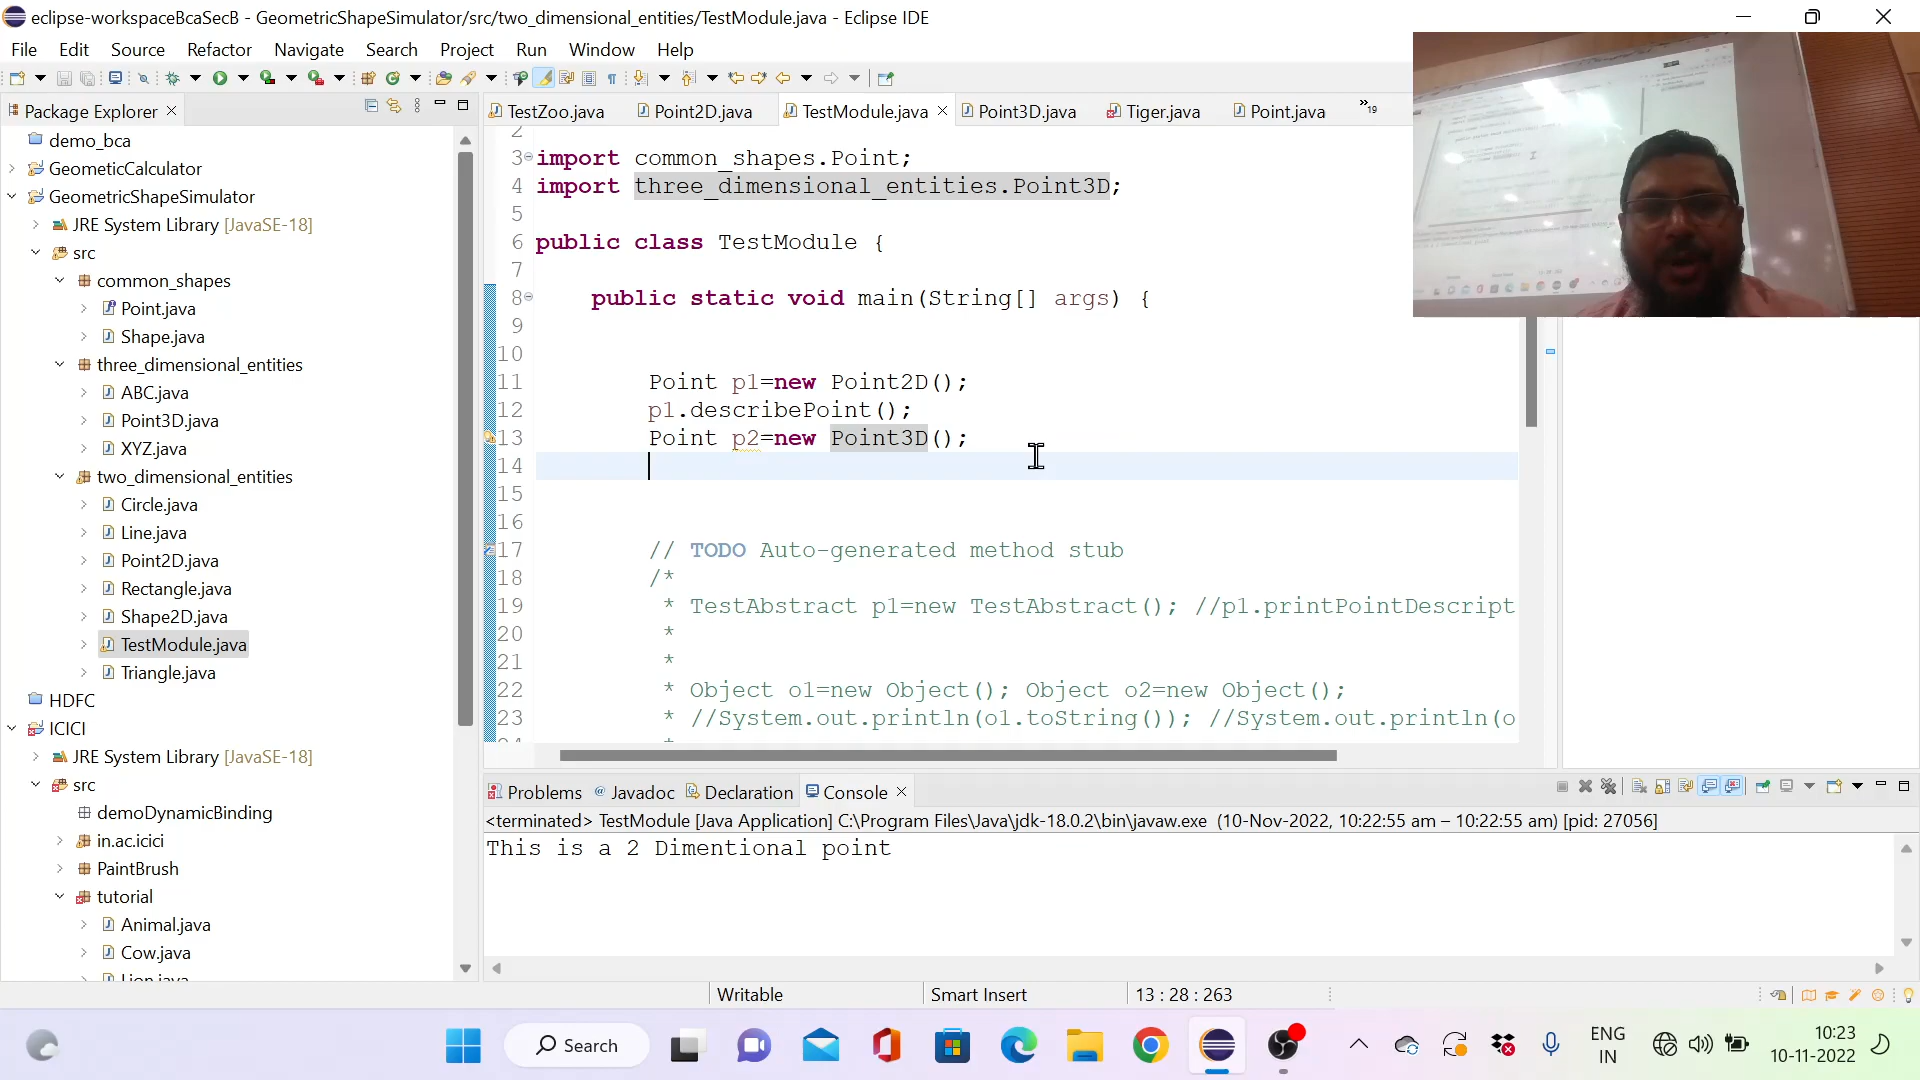 eclipse-workspaceBcaSecB - GeometricShapeSimulator/src/two_dimensional_entities/TestModule.java - Eclipse IDE
File Edit Source Refactor Navigate Search Project Run Window Help
Package Explorer
TestZoo.java Point2D.java TestModule.java Point3D.java Tiger.java Point.java »19
demo_bca
GeometicCalculator
GeometricShapeSimulator
JRE System Library [JavaSE-18]
src
common_shapes
Point.java
Shape.java
three_dimensional_entities
ABC.java
Point3D.java
XYZ.java
two_dimensional_entities
Circle.java
Line.java
Point2D.java
Rectangle.java
Shape2D.java
TestModule.java
Triangle.java
HDFC
ICICI
JRE System Library [JavaSE-18]
src
demoDynamicBinding
in.ac.icici
PaintBrush
tutorial
Animal.java
Cow.java
Lion.java
2
3 import common_shapes.Point;
4 import three_dimensional_entities.Point3D;
5
6 public class TestModule {
7
8 public static void main(String[] args) {
9
10
11 Point p1=new Point2D();
12 p1.describePoint();
13 Point p2=new Point3D();
14
15
16
17 // TODO Auto-generated method stub
18 /*
19 * TestAbstract p1=new TestAbstract(); //p1.printPointDescript
20 *
21 *
22 * Object o1=new Object(); Object o2=new Object();
23 * //System.out.println(o1.toString()); //System.out.println(o
24 *
Problems Javadoc Declaration Console
<terminated> TestModule [Java Application] C:\Program Files\Java\jdk-18.0.2\bin\javaw.exe (10-Nov-2022, 10:22:55 am – 10:22:55 am) [pid: 27056]
This is a 2 Dimentional point
Writable Smart Insert 13 : 28 : 263
Search
ENG
IN
10:23
10-11-2022